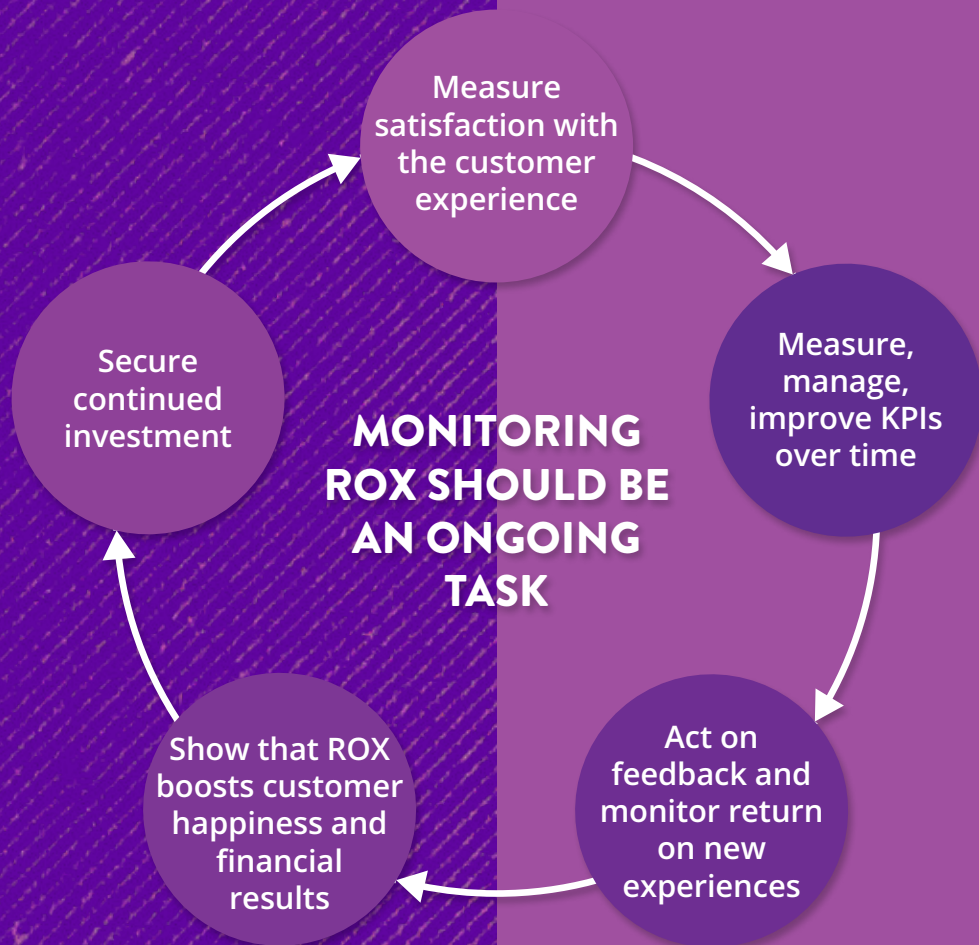 Measure
satisfaction with
the customer
experience
Measure,
manage,
improve KPIs
over time
Act on
feedback and
monitor return
on new
experiences
Show that ROX
boosts customer
happiness and
financial
results
Secure
continued
investment
MONITORING
ROX SHOULD BE
AN ONGOING
TASK